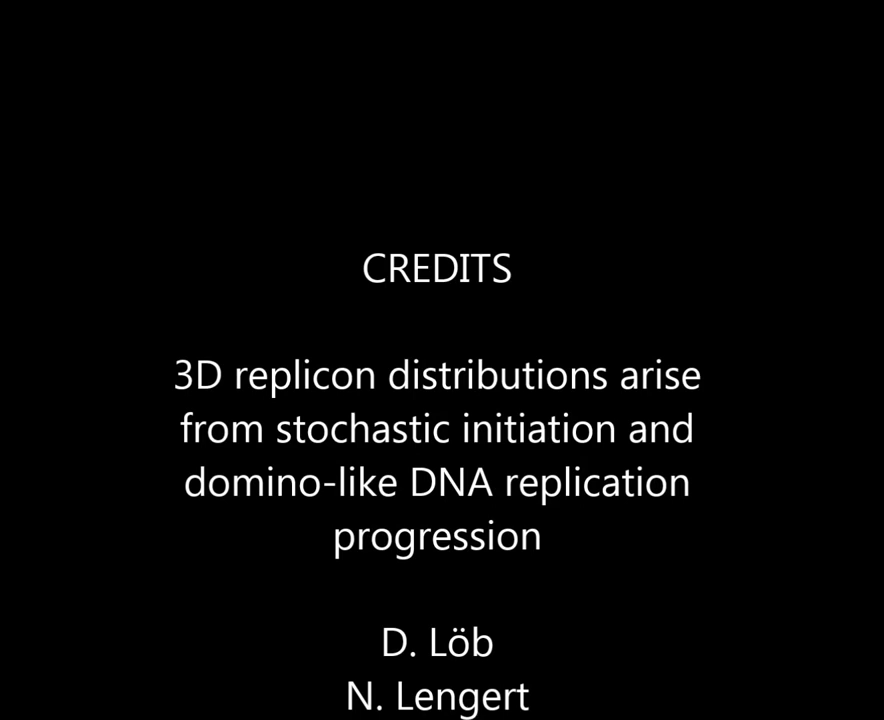 CREDITS
3D replicon distributions arise
from stochastic initiation and
domino-like DNA replication
progression
D. Löb
N. Lengert